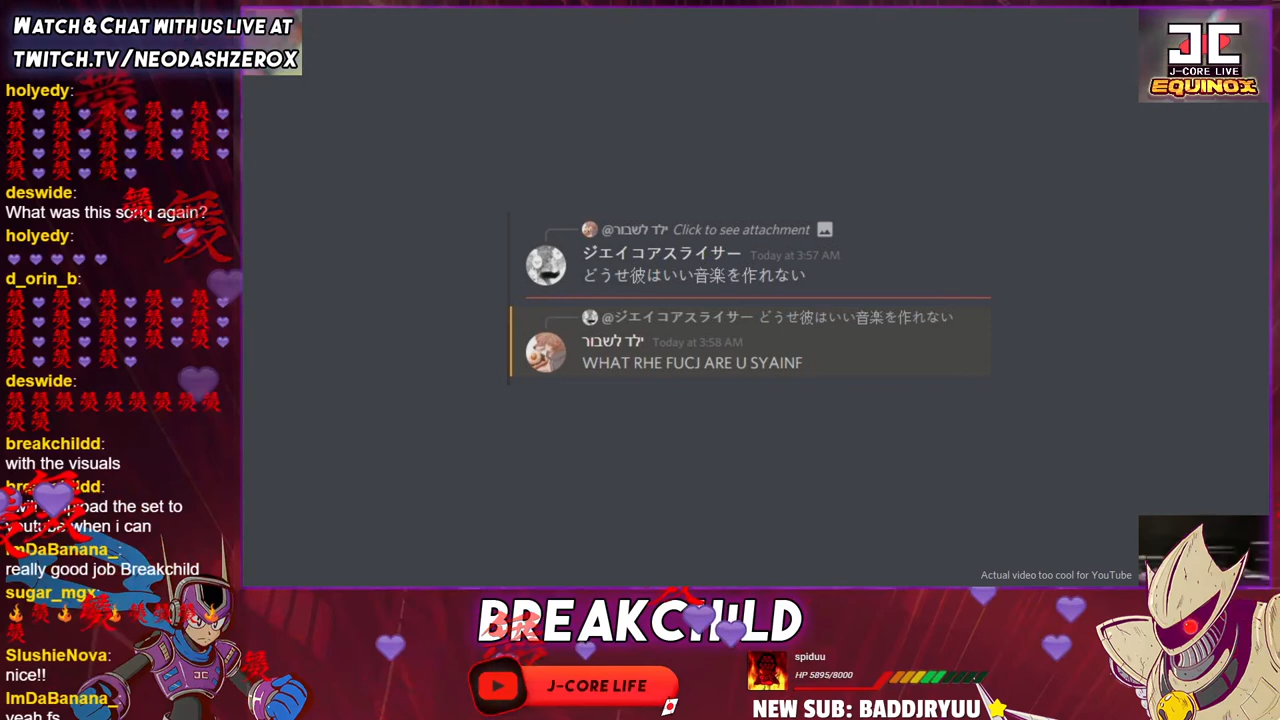 WATCH & CHAT WITH US LIVE AT
TWITCH.TV/NEODASHZEROX
J-CORE LIVE
EQUINOX
holyedy:
deswide:
What was this song again?
holyedy:
d_orin_b:
deswide:
breakchildd:
with the visuals
breakchildd:
upload the set to
youtube when i can
ImDaBanana_:
really good job Breakchild
sugar_mgx:
SlushieNova:
nice!!
ImDaBanana_:
yeah fs
@ילד לשבור Click to see attachment
ジェイコアスライサー Today at 3:57 AM
どうせ彼はいい音楽を作れない
@ジェイコアスライサー どうせ彼はいい音楽を作れない
ילד לשבור Today at 3:58 AM
WHAT RHE FUCJ ARE U SYAINF
Actual video too cool for YouTube
BREAKCHILD
J-CORE LIFE
spiduu
HP 5895/8000
NEW SUB: BADDJRYUU